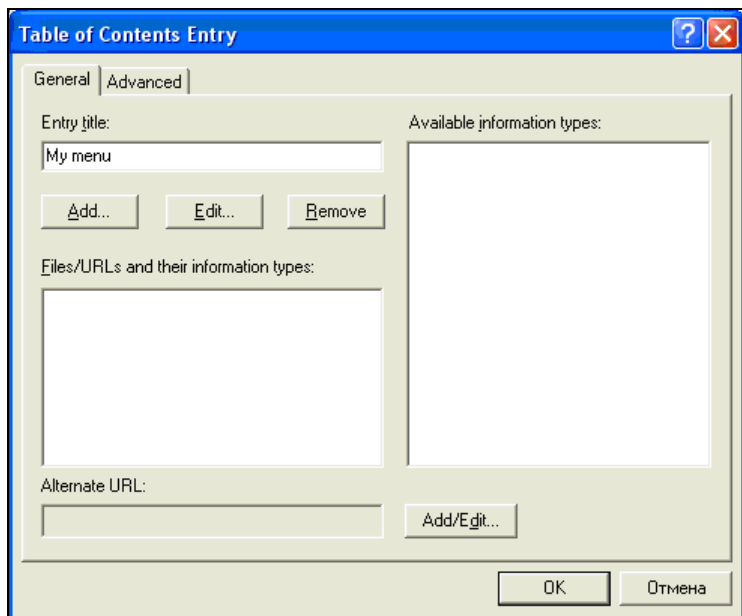 Table of Contents Entry
General Advanced
Entry title:
My menu
Add... Edit... Remove
Files/URLs and their information types:
Alternate URL:
Available information types:
Add/Edit...
OK Отмена